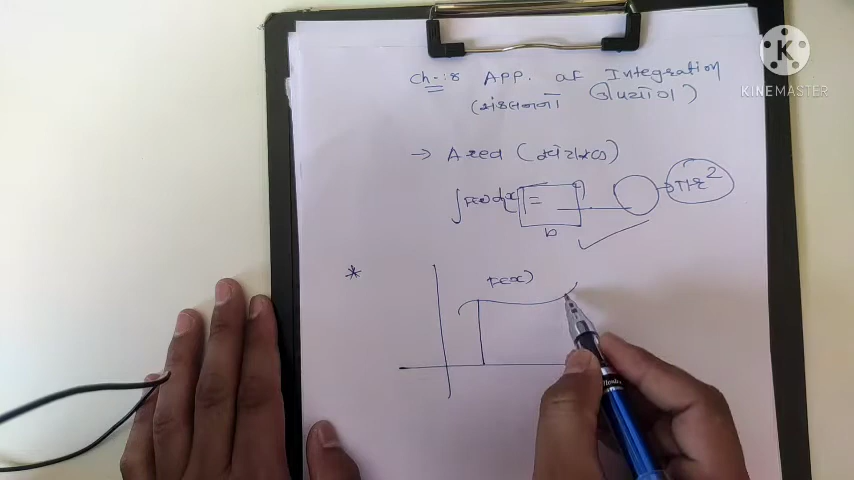 Ch-:8 APP. of Integration
(સંકલનનો ઉપયોગ)
→ Area (ક્ષેત્રફળ)
∫F(x)dx = πr²
b
* F(x)
K
KINEMASTER